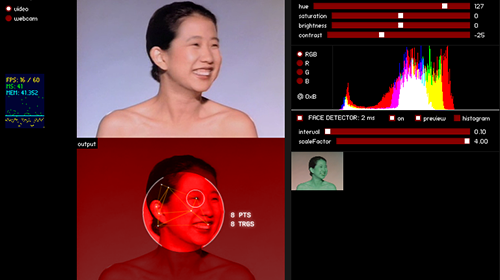 video
webcam
FPS: 16 / 60
MS: 41
MEM: 41.352
output
8 PTS
8 TRGS
hue 127
saturation 0
brightness 0
contrast -25
RGB
R
G
B
@ 0xB
FACE DETECTOR: 2 ms on preview histogram
interval 0.10
scaleFactor 4.00